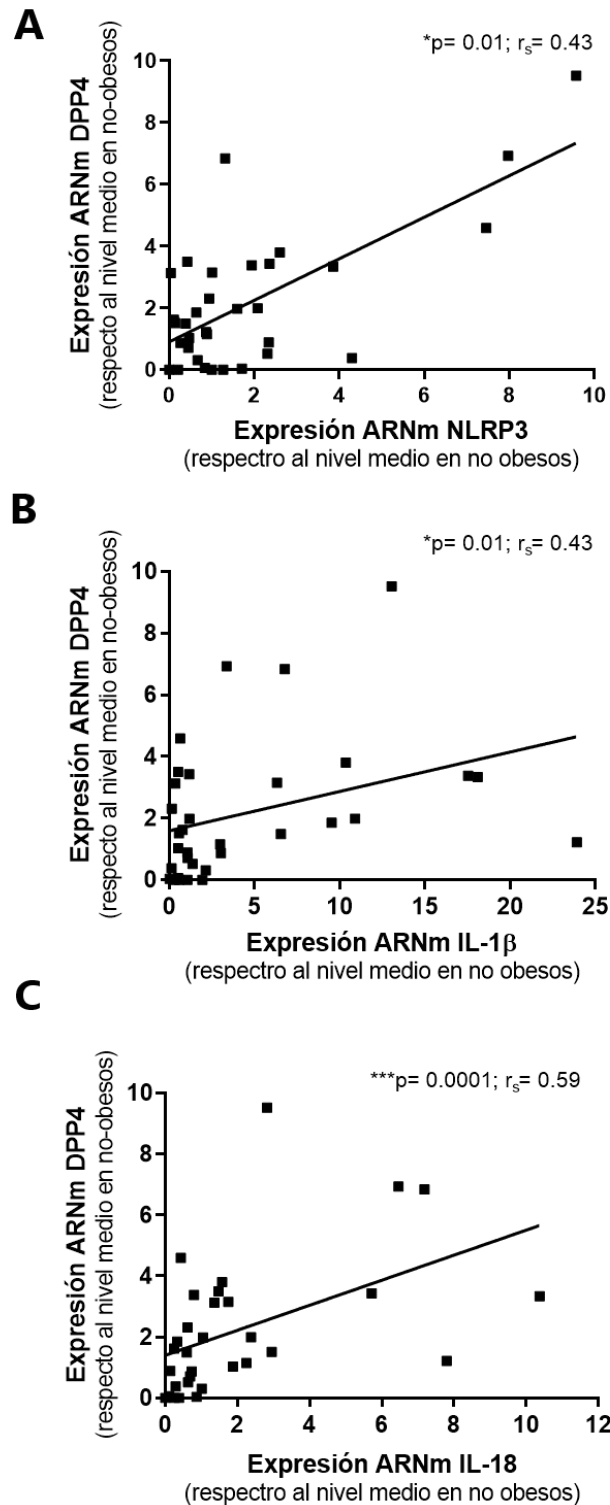 A
*p= 0.01; rs= 0.43
Expresión ARNm DPP4
(respecto al nivel medio en no-obesos)
10
8
6
4
2
0
0 2 4 6 8 10
Expresión ARNm NLRP3
(respectro al nivel medio en no obesos)
B
*p= 0.01; rs= 0.43
Expresión ARNm DPP4
(respecto al nivel medio en no-obesos)
10
8
6
4
2
0
0 5 10 15 20 25
Expresión ARNm IL-1β
(respectro al nivel medio en no obesos)
C
***p= 0.0001; rs= 0.59
Expresión ARNm DPP4
(respecto al nivel medio en no-obesos)
10
8
6
4
2
0
0 2 4 6 8 10 12
Expresión ARNm IL-18
(respectro al nivel medio en no obesos)